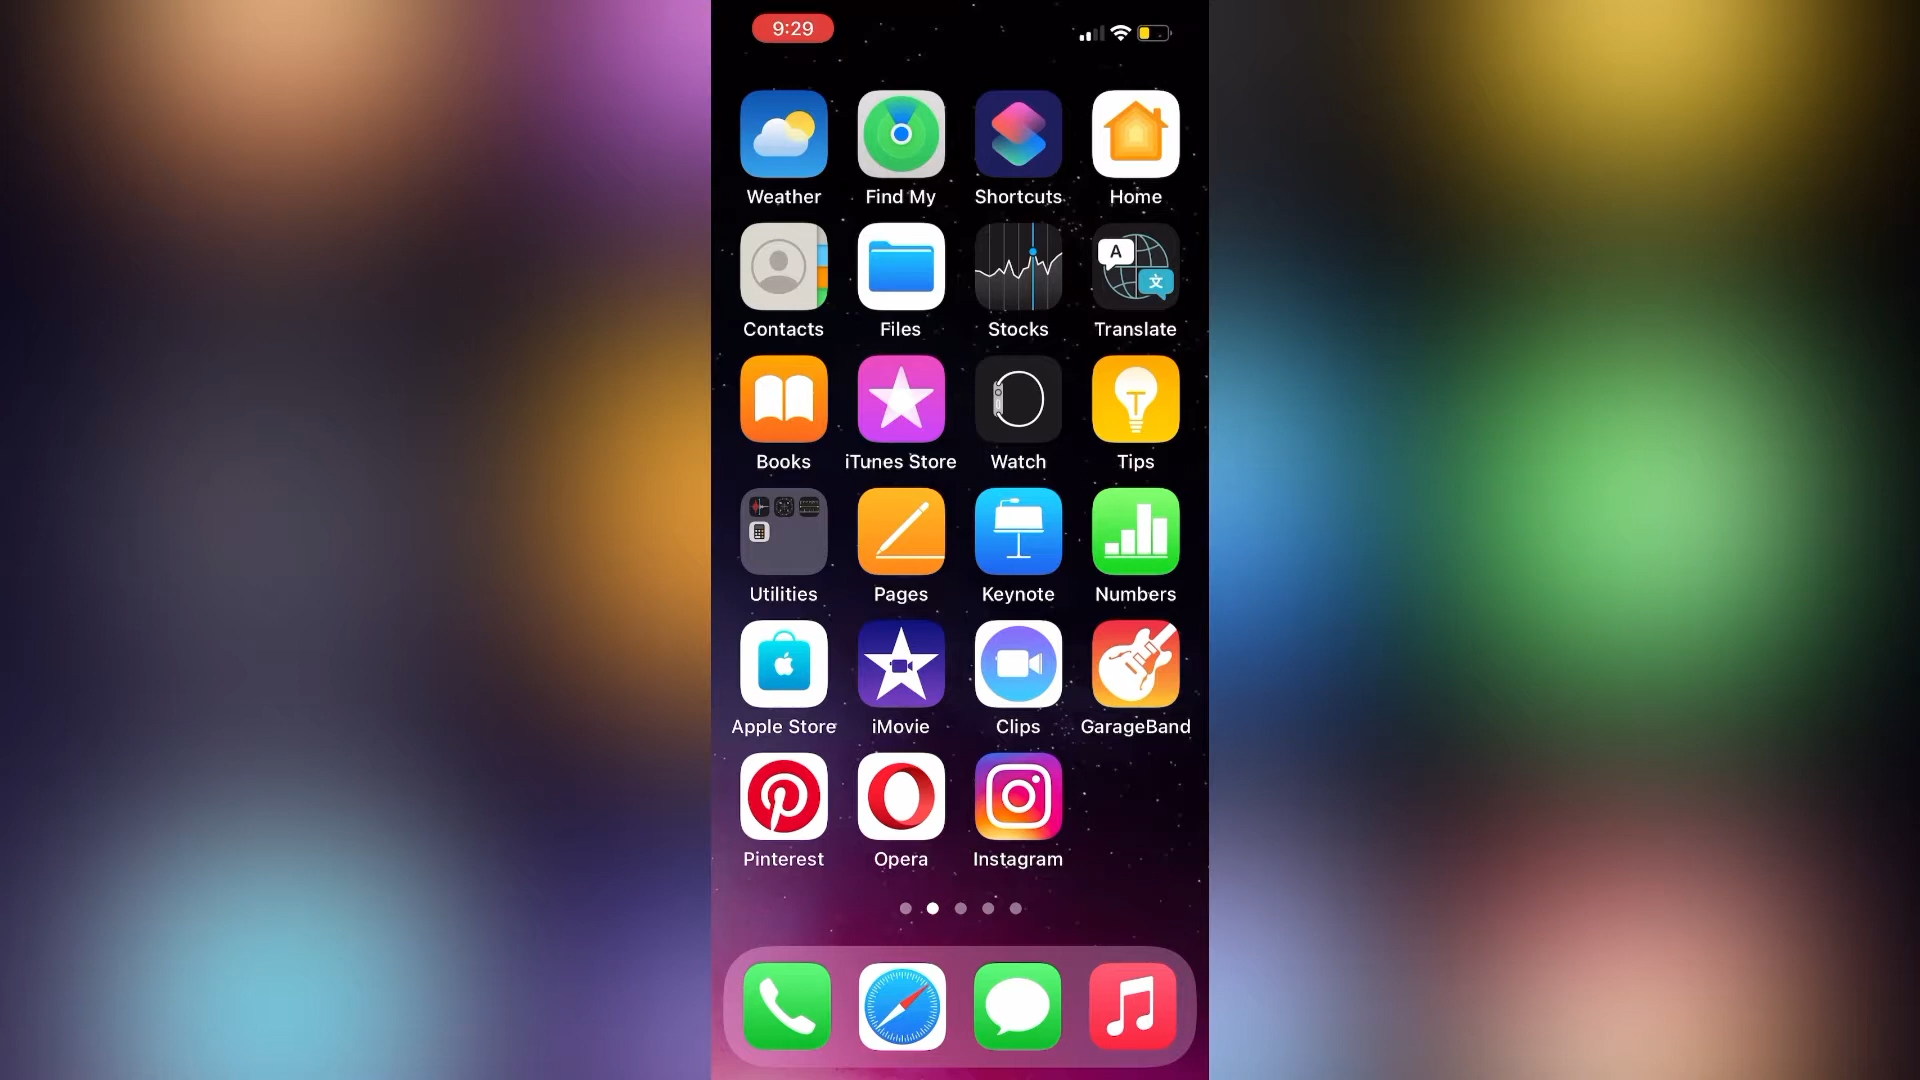 9:29
Weather Find My Shortcuts Home
A
文
Contacts Files Stocks Translate
T
Books iTunes Store Watch Tips
Utilities Pages Keynote Numbers
Apple Store iMovie Clips GarageBand
Pinterest Opera Instagram